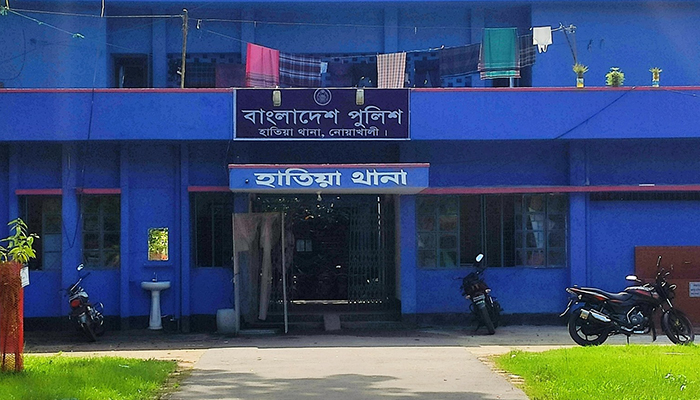 বাংলাদেশ পুলিশ
হাতিয়া থানা, নোয়াখালী ।
হাতিয়া থানা